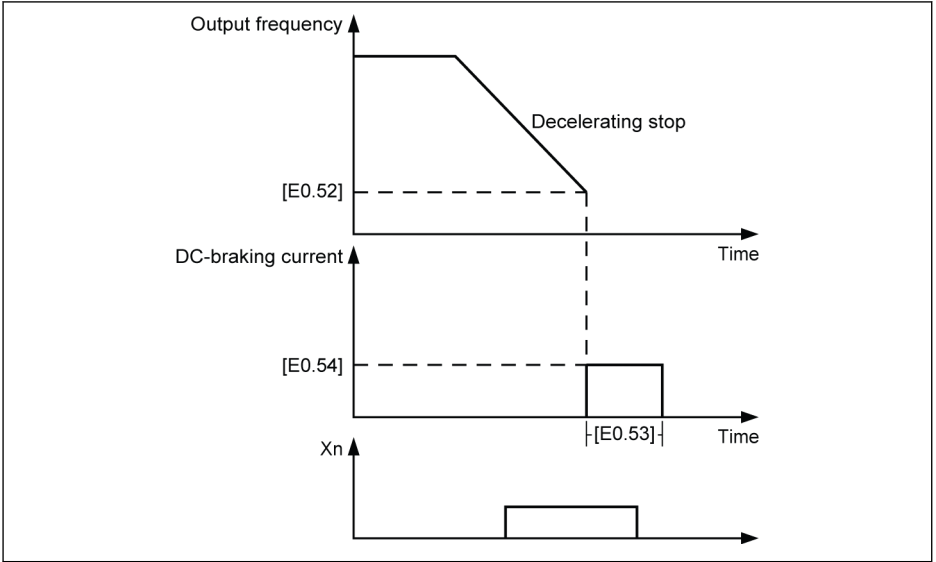 Output frequency
Decelerating stop
[E0.52]
Time
DC-braking current
[E0.54]
[E0.53]
Time
Xn